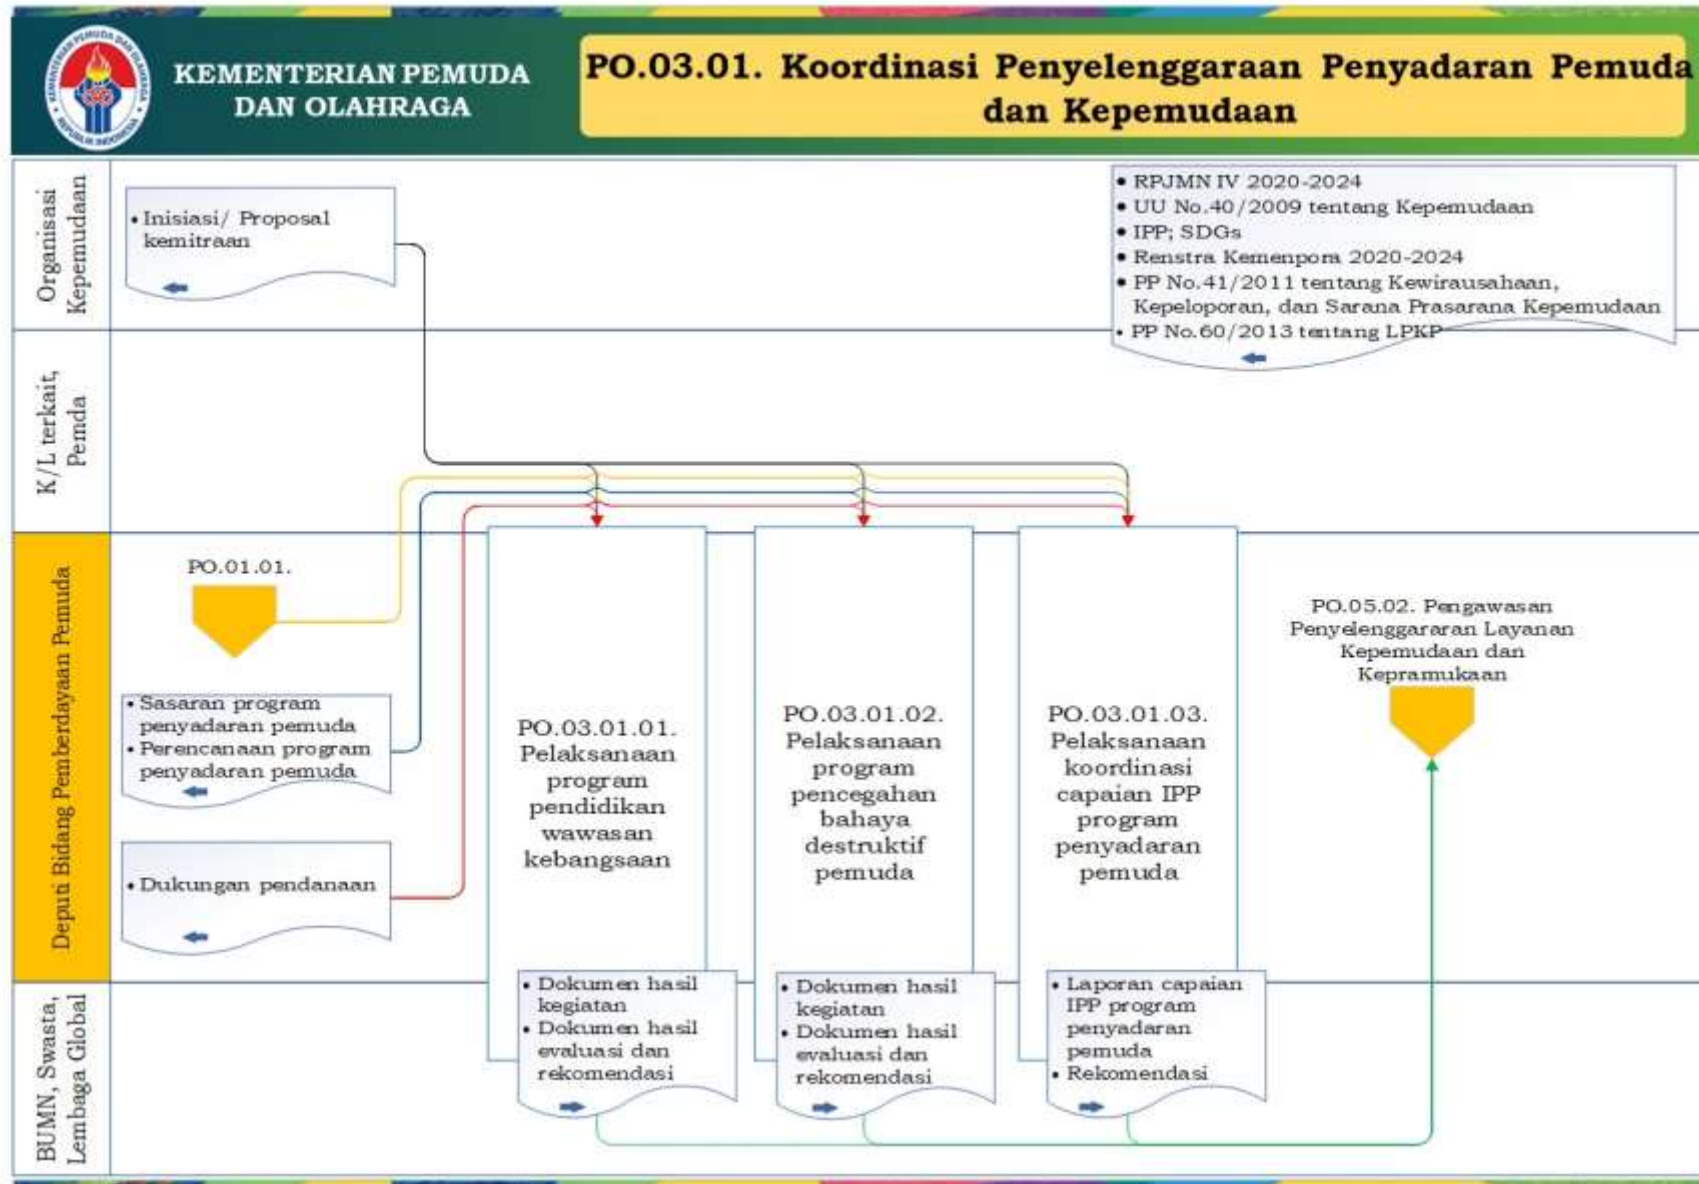 KEMENTERIAN PEMUDA DAN OLAHRAGA
REPUBLIK INDONESIA
KEMENTERIAN PEMUDA
DAN OLAHRAGA
PO.03.01. Koordinasi Penyelenggaraan Penyadaran Pemuda
dan Kepemudaan
Organisasi
Kepemudaan
• Inisiasi/ Proposal
kemitraan
• RPJMN IV 2020-2024
• UU No.40/2009 tentang Kepemudaan
• IPP; SDGs
• Renstra Kemenpora 2020-2024
• PP No.41/2011 tentang Kewirausahaan,
Kepeloporan, dan Sarana Prasarana Kepemudaan
• PP No.60/2013 tentang LPKP
K/L terkait,
Pemda
Deputi Bidang Pemberdayaan Pemuda
PO.01.01.
• Sasaran program
penyadaran pemuda
• Perencanaan program
penyadaran pemuda
• Dukungan pendanaan
PO.03.01.01.
Pelaksanaan
program
pendidikan
wawasan
kebangsaan
PO.03.01.02.
Pelaksanaan
program
pencegahan
bahaya
destruktif
pemuda
PO.03.01.03.
Pelaksanaan
koordinasi
capaian IPP
program
penyadaran
pemuda
PO.05.02. Pengawasan
Penyelenggararan Layanan
Kepemudaan dan
Kepramukaan
BUMN, Swasta,
Lembaga Global
• Dokumen hasil
kegiatan
• Dokumen hasil
evaluasi dan
rekomendasi
• Dokumen hasil
kegiatan
• Dokumen hasil
evaluasi dan
rekomendasi
• Laporan capaian
IPP program
penyadaran
pemuda
• Rekomendasi